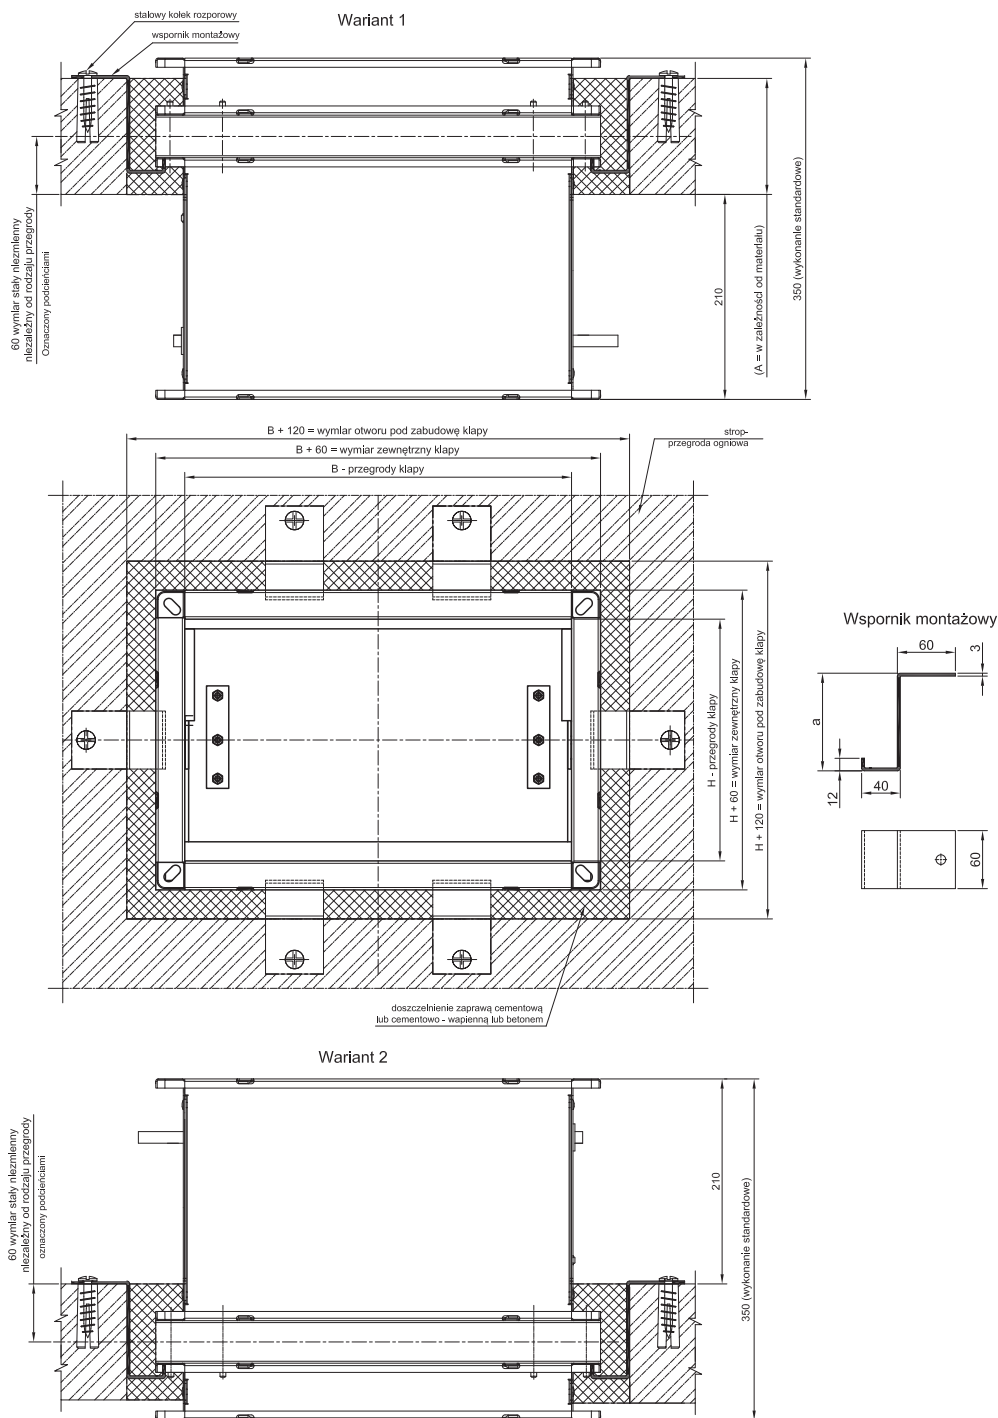 stalowy kołek rozporowy
Wariant 1
wspornik montażowy
60 wymiar stały niezmienny
niezależny od rodzaju przegrody
Oznaczony podcieńciami
210
(A = w zależności od materiału)
350 (wykonanie standardowe)
B + 120 = wymiar otworu pod zabudowę klapy
strop-
przegroda ogniowa
B + 60 = wymiar zewnętrzny klapy
B - przegrody klapy
H - przegrody klapy
H + 60 = wymiar zewnętrzny klapy
H + 120 = wymiar otworu pod zabudowę klapy
Wspornik montażowy
60
3
a
12
40
60
doszczelnienie zaprawą cementową
lub cementowo - wapienną lub betonem
Wariant 2
60 wymiar stały niezmienny
niezależny od rodzaju przegrody
oznaczony podcieńciami
210
350 (wykonanie standardowe)